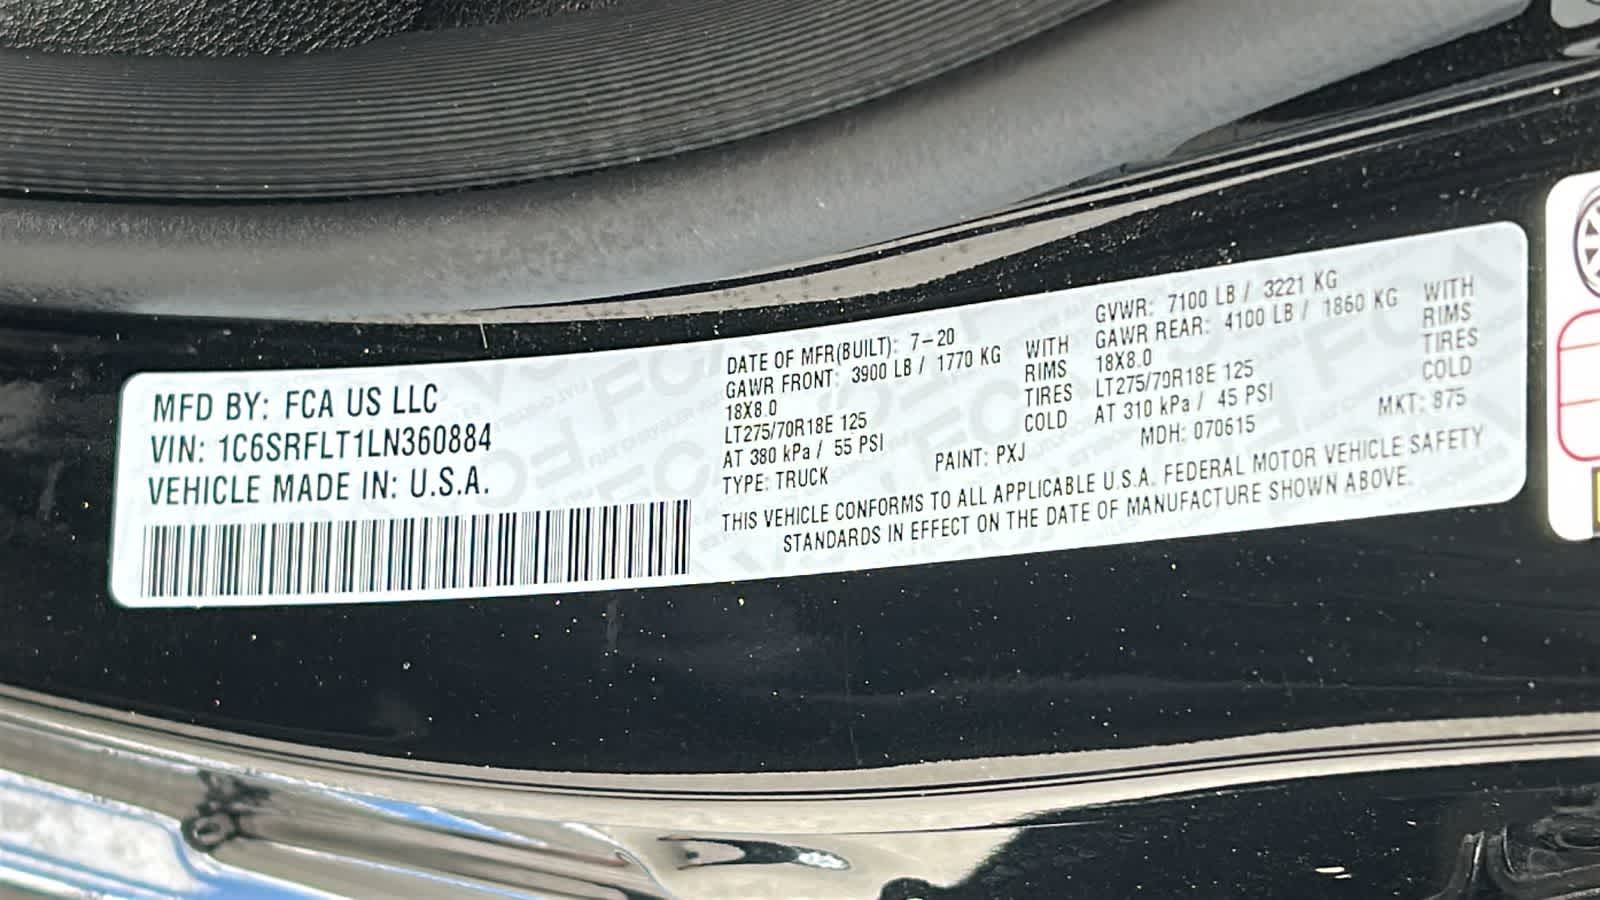 MFD BY: FCA US LLC
VIN: 1C6SRFLT1LN360884
VEHICLE MADE IN: U.S.A.
DATE OF MFR(BUILT): 7-20
GAWR FRONT: 3900 LB / 1770 KG WITH
18X8.0 RIMS
LT275/70R18E 125 TIRES
AT 380 kPa / 55 PSI COLD
GVWR: 7100 LB / 3221 KG
GAWR REAR: 4100 LB / 1860 KG WITH
18X8.0 RIMS
LT275/70R18E 125 TIRES
AT 310 kPa / 45 PSI COLD
TYPE: TRUCK PAINT: PXJ MDH: 070615 MKT: 875
THIS VEHICLE CONFORMS TO ALL APPLICABLE U.S.A. FEDERAL MOTOR VEHICLE SAFETY
STANDARDS IN EFFECT ON THE DATE OF MANUFACTURE SHOWN ABOVE.